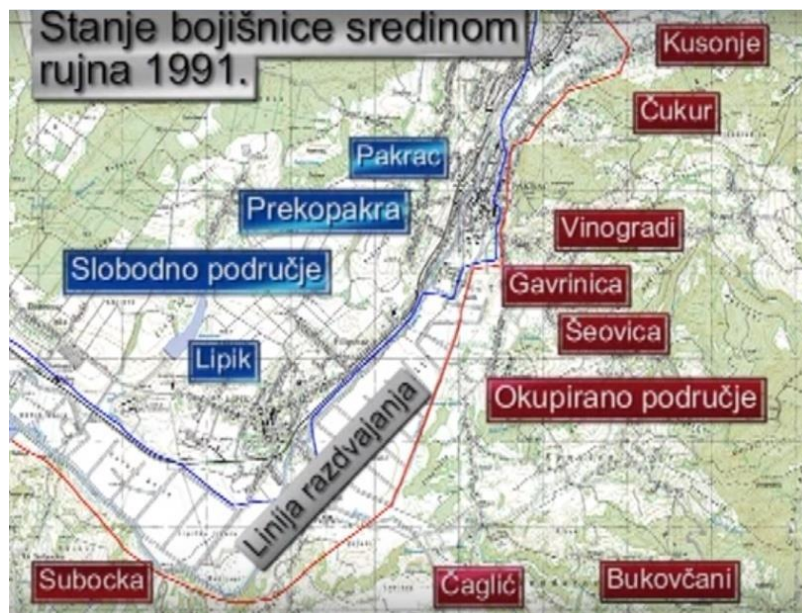 Stanje bojišnice sredinom
rujna 1991.
Kusonje
Čukur
Pakrac
Prekopakra
Vinogradi
Slobodno područje
Gavrinica
Šeovica
Lipik
Okupirano područje
Linija razdvajanja
Subocka
Čaglić
Bukovčani